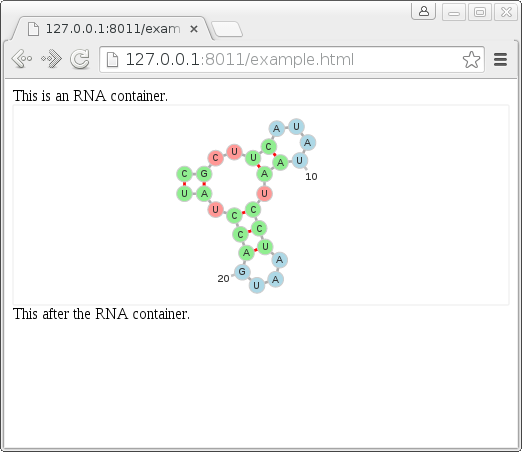 127.0.0.1:8011/exam
127.0.0.1:8011/example.html
This is an RNA container.
A U
C A
C U U A U
C G A 10
U A U
U C C
C C
A U A
20 G U A
This after the RNA container.